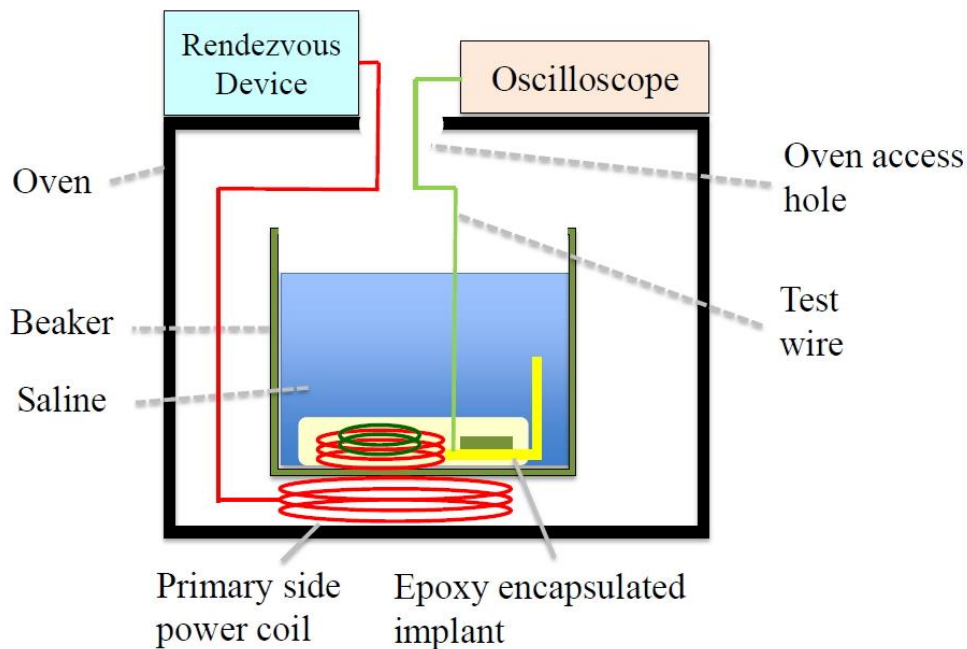 Rendezvous
Device
Oscilloscope
Oven
Oven access
hole
Beaker
Test
wire
Saline
Primary side
power coil
Epoxy encapsulated
implant